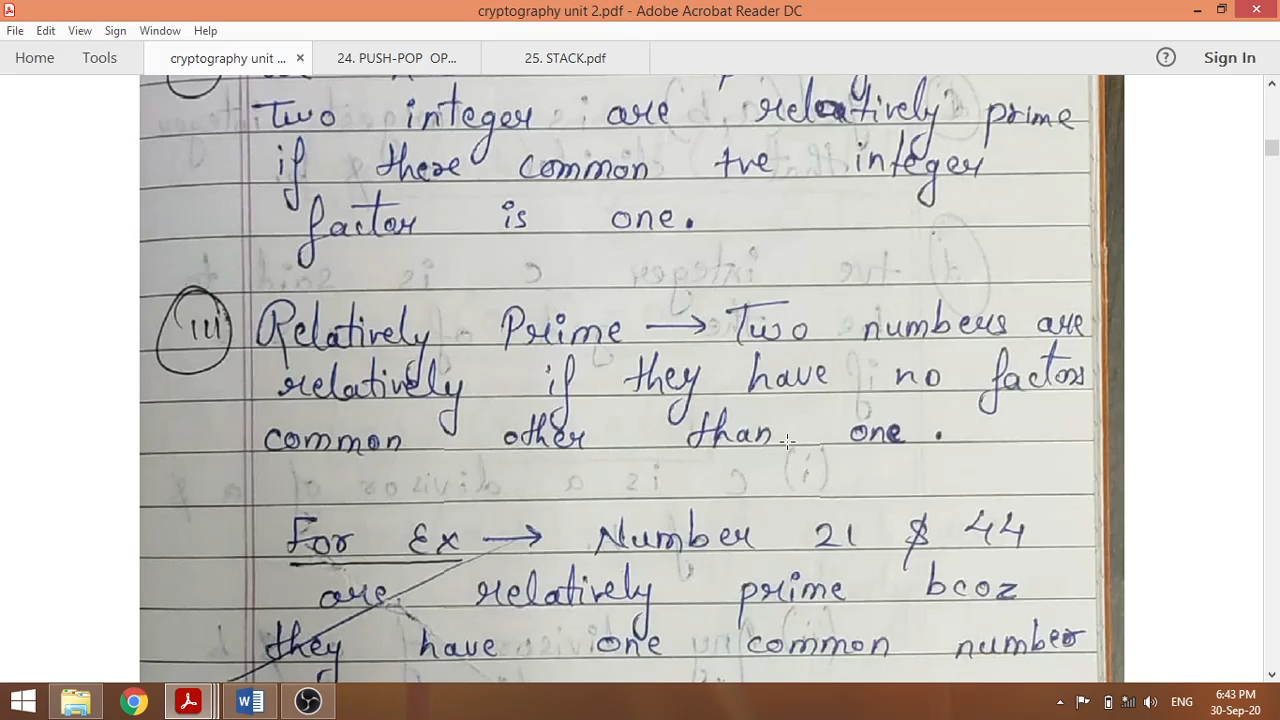 cryptography unit 2.pdf - Adobe Acrobat Reader DC
File Edit View Sign Window Help
Home Tools cryptography unit ... × 24. PUSH-POP OP... 25. STACK.pdf ? Sign In
Two integer are relatively prime
if there common +ve integer
factor is one.
(iii) Relatively Prime → Two numbers are
relatively if they have no factors
common other than one.
For Ex → Number 21 & 44
are relatively prime bcoz
they have one common number
ENG
6:43 PM
30-Sep-20